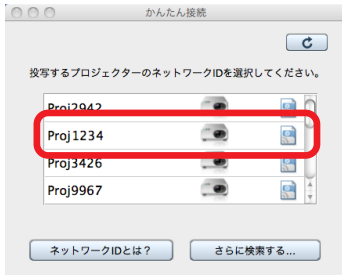 かんたん接続
投写するプロジェクターのネットワークIDを選択してください。
Proj2942
Proj1234
Proj3426
Proj9967
ネットワークIDとは？
さらに検索する...